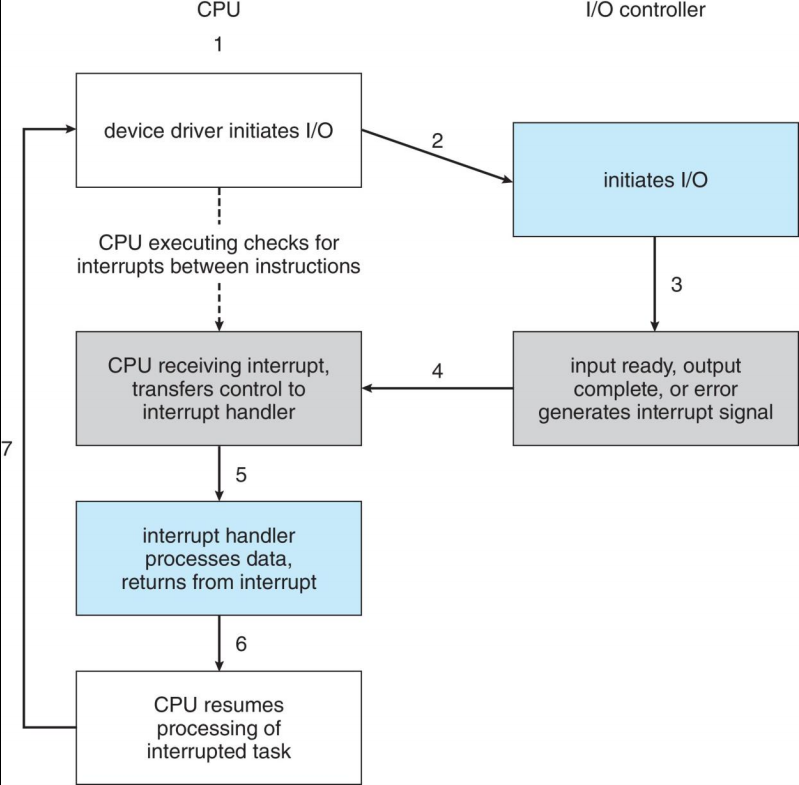 CPU
I/O controller
1
device driver initiates I/O
2
initiates I/O
CPU executing checks for
interrupts between instructions
3
CPU receiving interrupt,
transfers control to
interrupt handler
4
input ready, output
complete, or error
generates interrupt signal
7
5
interrupt handler
processes data,
returns from interrupt
6
CPU resumes
processing of
interrupted task